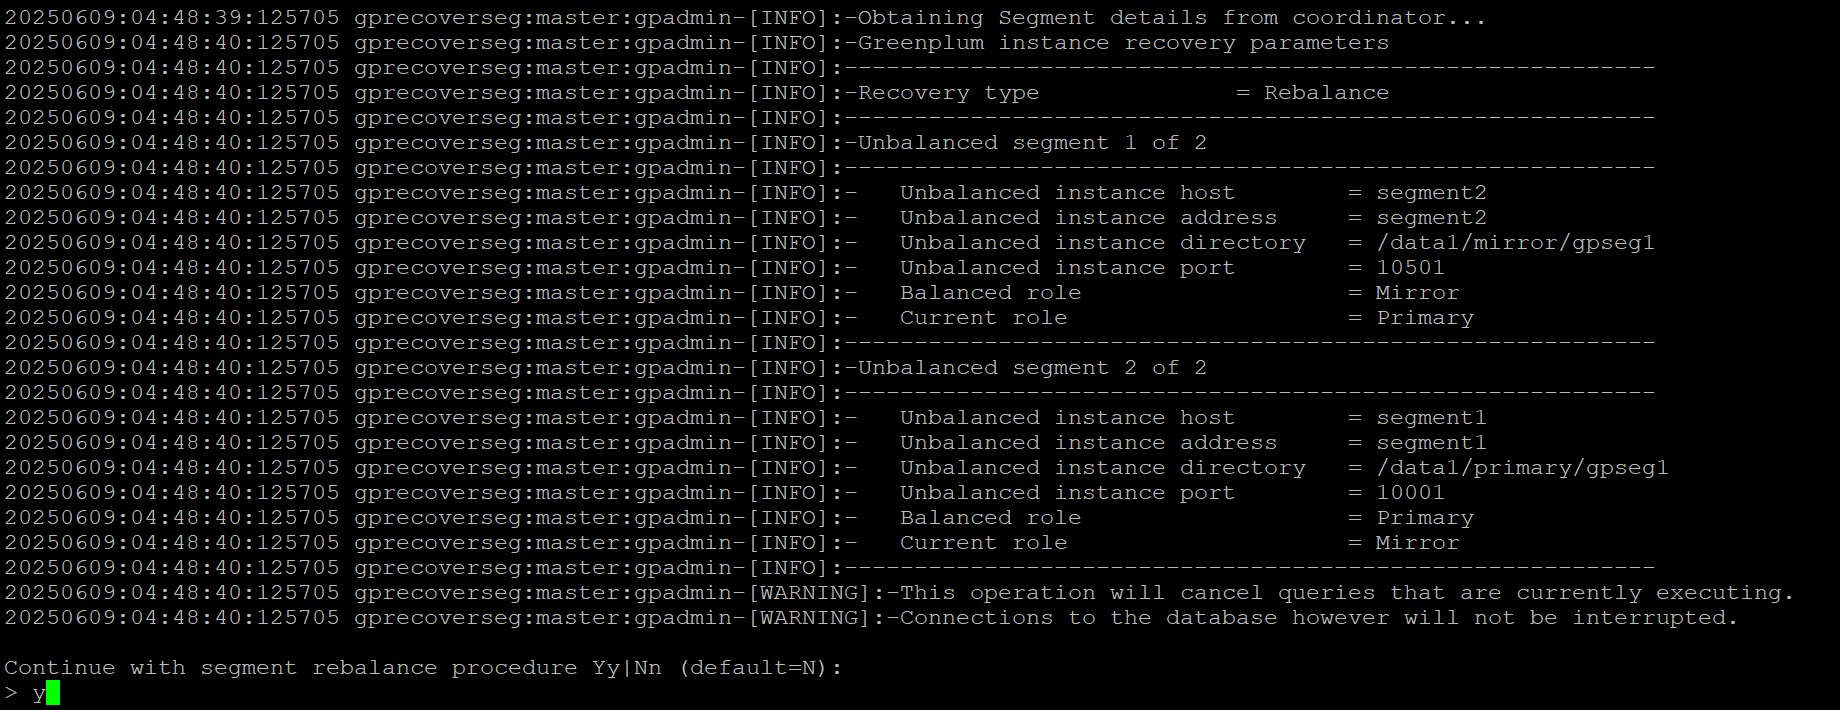 20250609:04:48:39:125705 gprecoverseg:master:gpadmin-[INFO]:-Obtaining Segment details from coordinator...
20250609:04:48:40:125705 gprecoverseg:master:gpadmin-[INFO]:-Greenplum instance recovery parameters
20250609:04:48:40:125705 gprecoverseg:master:gpadmin-[INFO]:----------------------------------------------------------
20250609:04:48:40:125705 gprecoverseg:master:gpadmin-[INFO]:-Recovery type              = Rebalance
20250609:04:48:40:125705 gprecoverseg:master:gpadmin-[INFO]:----------------------------------------------------------
20250609:04:48:40:125705 gprecoverseg:master:gpadmin-[INFO]:-Unbalanced segment 1 of 2
20250609:04:48:40:125705 gprecoverseg:master:gpadmin-[INFO]:----------------------------------------------------------
20250609:04:48:40:125705 gprecoverseg:master:gpadmin-[INFO]:-   Unbalanced instance host        = segment2
20250609:04:48:40:125705 gprecoverseg:master:gpadmin-[INFO]:-   Unbalanced instance address     = segment2
20250609:04:48:40:125705 gprecoverseg:master:gpadmin-[INFO]:-   Unbalanced instance directory   = /data1/mirror/gpseg1
20250609:04:48:40:125705 gprecoverseg:master:gpadmin-[INFO]:-   Unbalanced instance port        = 10501
20250609:04:48:40:125705 gprecoverseg:master:gpadmin-[INFO]:-   Balanced role                   = Mirror
20250609:04:48:40:125705 gprecoverseg:master:gpadmin-[INFO]:-   Current role                    = Primary
20250609:04:48:40:125705 gprecoverseg:master:gpadmin-[INFO]:----------------------------------------------------------
20250609:04:48:40:125705 gprecoverseg:master:gpadmin-[INFO]:-Unbalanced segment 2 of 2
20250609:04:48:40:125705 gprecoverseg:master:gpadmin-[INFO]:----------------------------------------------------------
20250609:04:48:40:125705 gprecoverseg:master:gpadmin-[INFO]:-   Unbalanced instance host        = segment1
20250609:04:48:40:125705 gprecoverseg:master:gpadmin-[INFO]:-   Unbalanced instance address     = segment1
20250609:04:48:40:125705 gprecoverseg:master:gpadmin-[INFO]:-   Unbalanced instance directory   = /data1/primary/gpseg1
20250609:04:48:40:125705 gprecoverseg:master:gpadmin-[INFO]:-   Unbalanced instance port        = 10001
20250609:04:48:40:125705 gprecoverseg:master:gpadmin-[INFO]:-   Balanced role                   = Primary
20250609:04:48:40:125705 gprecoverseg:master:gpadmin-[INFO]:-   Current role                    = Mirror
20250609:04:48:40:125705 gprecoverseg:master:gpadmin-[INFO]:----------------------------------------------------------
20250609:04:48:40:125705 gprecoverseg:master:gpadmin-[WARNING]:-This operation will cancel queries that are currently executing.
20250609:04:48:40:125705 gprecoverseg:master:gpadmin-[WARNING]:-Connections to the database however will not be interrupted.
Continue with segment rebalance procedure Yy|Nn (default=N):
> y